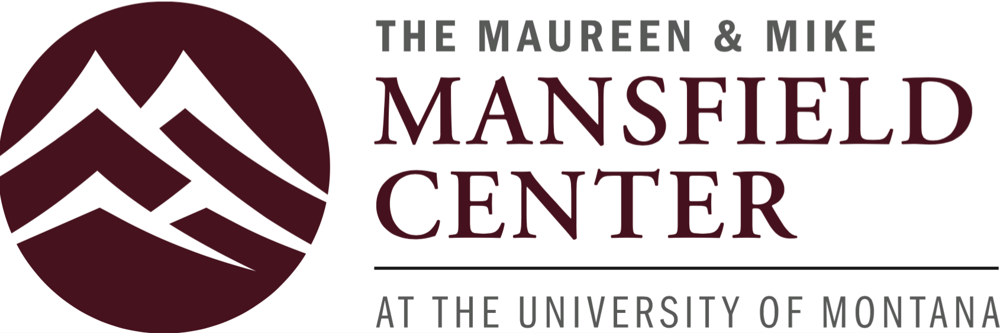 THE MAUREEN & MIKE
MANSFIELD
CENTER
AT THE UNIVERSITY OF MONTANA